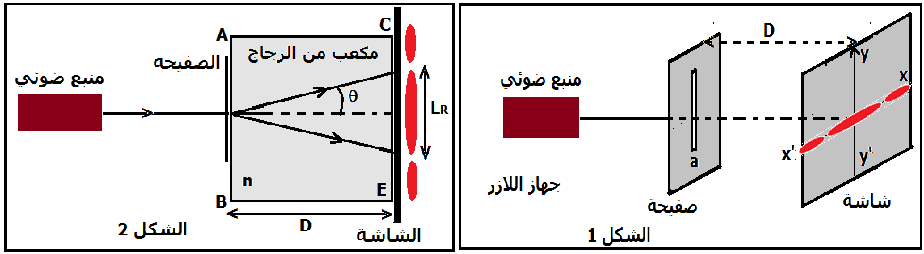 A
C
مكعب من الزجاج
الصفيحة
منبع ضوئي
θ
LR
n
B
E
D
الشكل 2
الشاشة
D
y
x
منبع ضوئي
a
x'
y'
جهاز اللازر
صفيحة
شاشة
الشكل 1